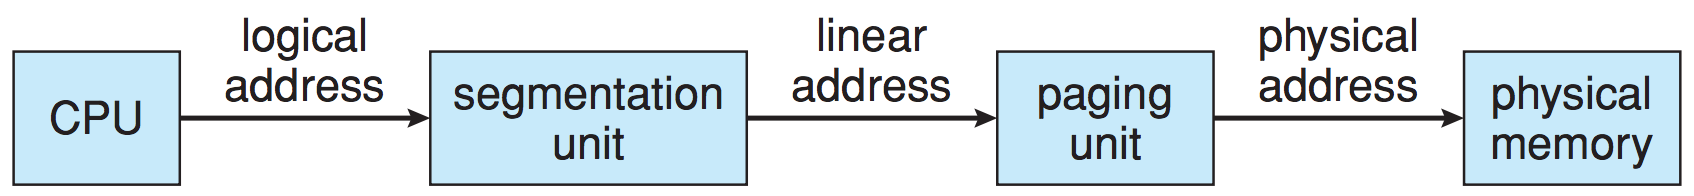 CPU
logical
address
segmentation
unit
linear
address
paging
unit
physical
address
physical
memory